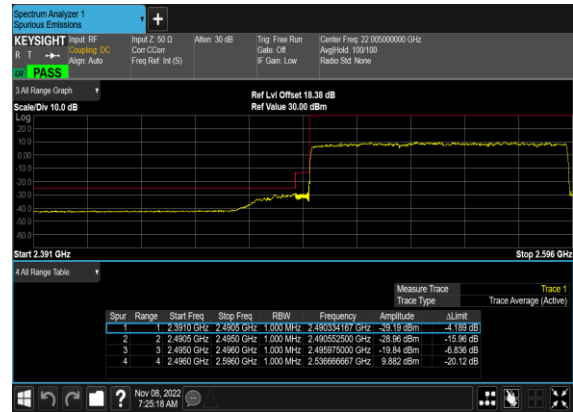 Spectrum Analyzer 1
Spurious Emissions
+
KEYSIGHT Input: RF Input Z: 50 Ω Atten: 30 dB Trig: Free Run Center Freq: 22.005000000 GHz
R T Coupling: DC Corr CCorr Gate: Off Avg|Hold: 100/100
Align: Auto Freq Ref: Int (S) IF Gain: Low Radio Std: None
PASS
3 All Range Graph
Ref Lvl Offset 18.38 dB
Scale/Div 10.0 dB Ref Value 30.00 dBm
Log
20.0
10.0
0.00
-10.0
-20.0
-30.0
-40.0
-50.0
-60.0
Start 2.391 GHz Stop 2.596 GHz
4 All Range Table
Measure Trace Trace 1
Trace Type Trace Average (Active)
Spur Range Start Freq Stop Freq RBW Frequency Amplitude ΔLimit
1 1 2.3910 GHz 2.4905 GHz 1.000 MHz 2.490334167 GHz -29.19 dBm -4.189 dB
2 2 2.4905 GHz 2.4950 GHz 1.000 MHz 2.490552500 GHz -28.96 dBm -15.96 dB
3 3 2.4950 GHz 2.4960 GHz 1.000 MHz 2.495975000 GHz -19.84 dBm -6.836 dB
4 4 2.4960 GHz 2.5960 GHz 1.000 MHz 2.536666667 GHz 9.882 dBm -20.12 dB
? Nov 08, 2022
7:25:18 AM